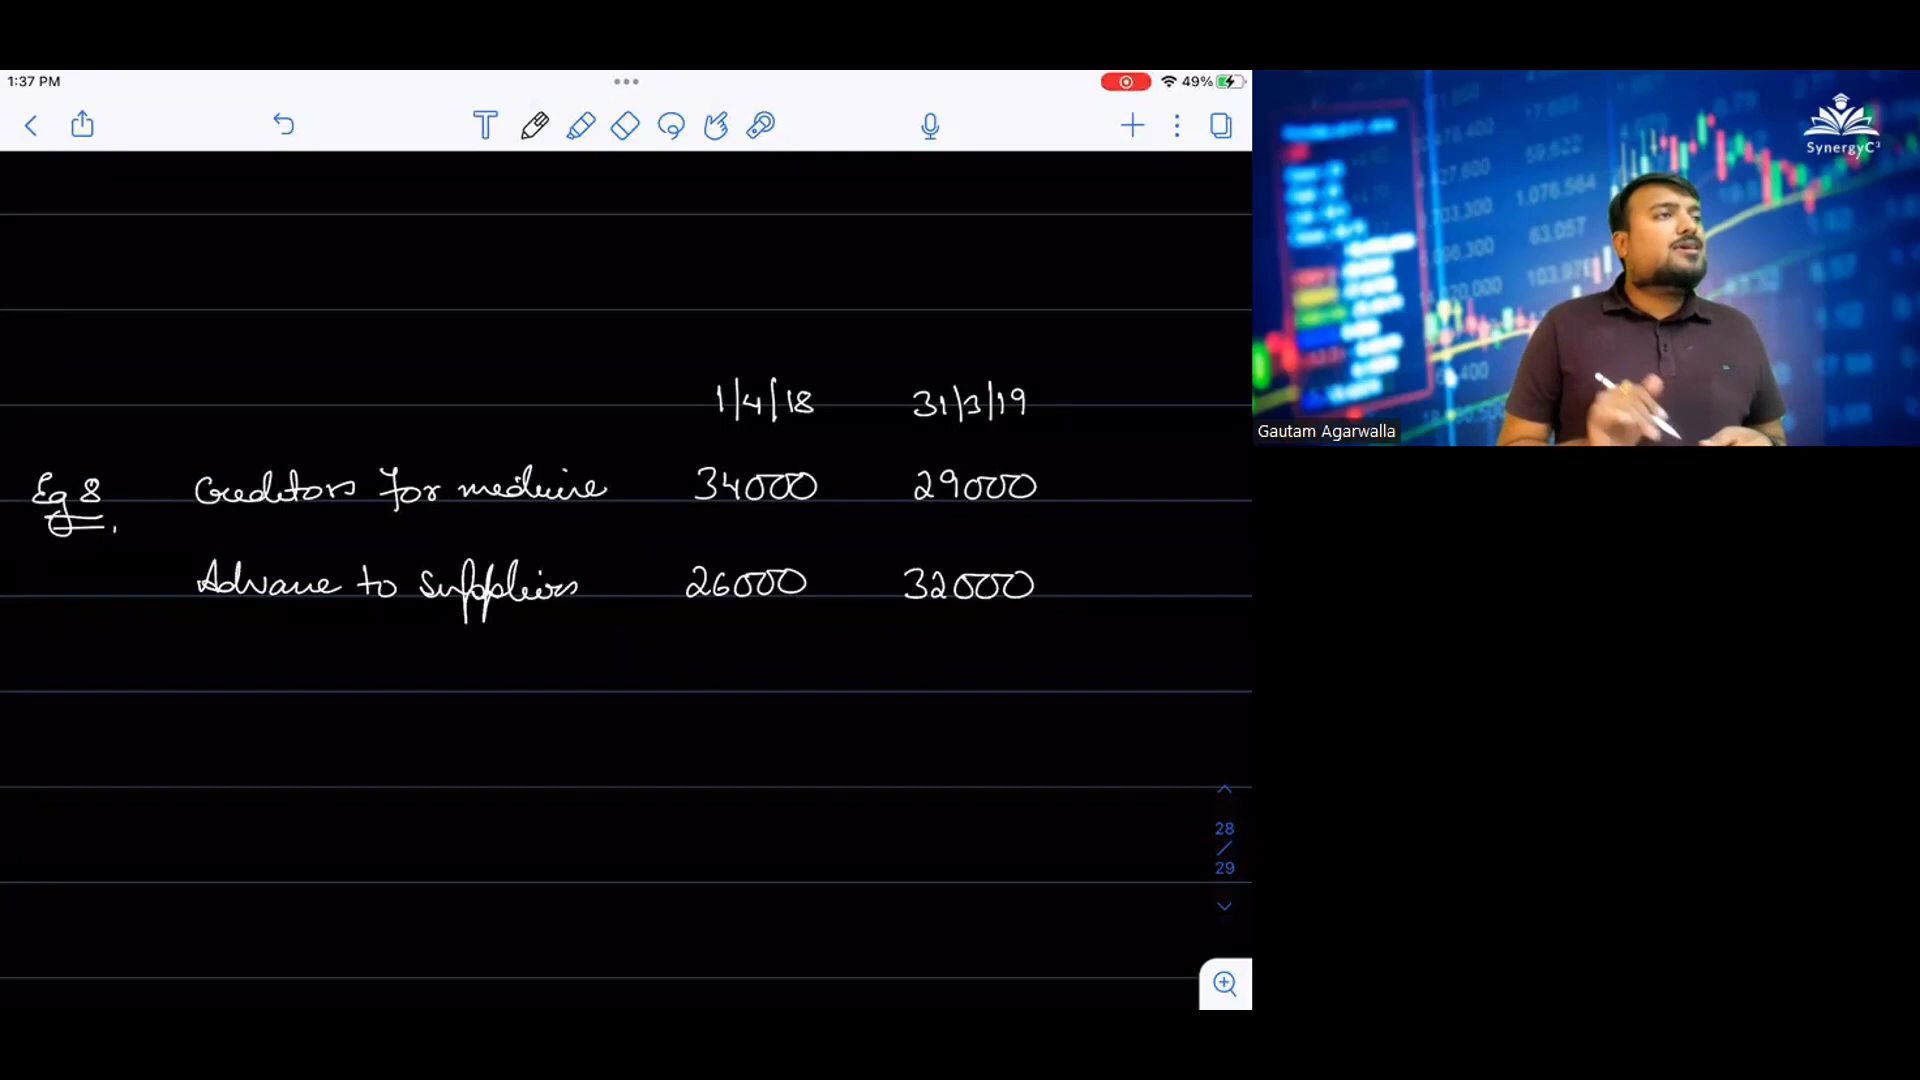 1:37 PM
49%
SynergyC³
1/4/18 31/3/19
Eg 8. Creditors for medicine 34000 29000
Advance to suppliers 26000 32000
Gautam Agarwalla
28
/
29